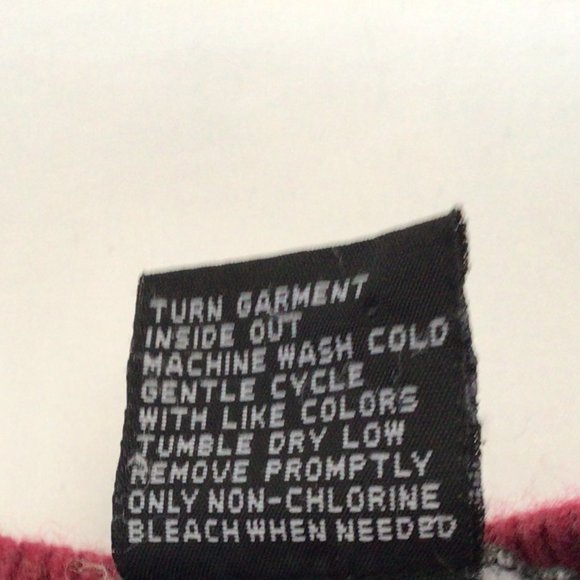 TURN GARMENT
INSIDE OUT
MACHINE WASH COLD
GENTLE CYCLE
WITH LIKE COLORS
TUMBLE DRY LOW
REMOVE PROMPTLY
ONLY NON-CHLORINE
BLEACH WHEN NEEDED